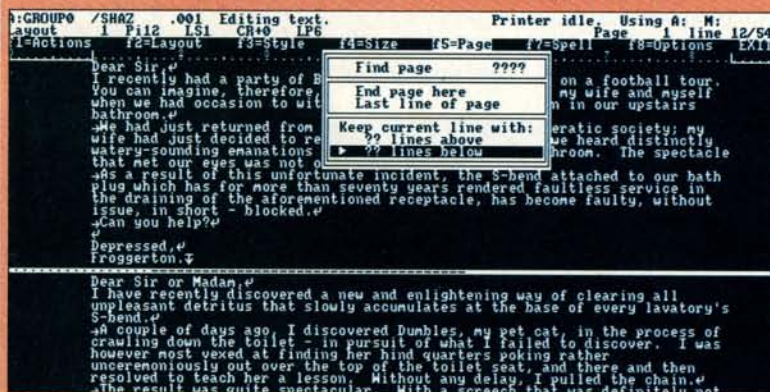 A:GROUP0 /SHAZ .001 Editing text. Printer idle. Using A: M:
ayout 1 Pi12 LS1 CR+0 LP6 Page 1 line 12/54
f1=Actions f2=Layout f3=Style f4=Size f5=Page f7=Spell f8=Options EXIT
Dear Sir,↵
I recently had a party of B on a football tour.
You can imagine, therefore, my wife and myself
when we had occasion to wit n in our upstairs
bathroom.↵
→He had just returned from eratic society; my
wife had just decided to re we heard distinctly
watery-sounding emanations hroom. The spectacle
that met our eyes was not o
Find page ????
End page here
Last line of page
Keep current line with:
?? lines above
► ?? lines below
→As a result of this unfortunate incident, the S-bend attached to our bath
plug which has for more than seventy years rendered faultless service in
the draining of the aforementioned receptacle, has become faulty, without
issue, in short - blocked.↵
→Can you help?↵
↵
Depressed,↵
Froggerton.↧
Dear Sir or Madam,↵
I have recently discovered a new and enlightening way of clearing all
unpleasant detritus that slowly accumulates at the base of every lavatory's
S-bend.↵
→A couple of days ago, I discovered Dumbles, my pet cat, in the process of
crawling down the toilet - in pursuit of what I failed to discover. I was
however most vexed at finding her hind quarters poking rather
unceremoniously out over the top of the toilet seat, and there and then
resolved to teach her a lesson. Without any delay, I pulled the chain.↵
→The result was quite spectacular. With a screech that was definitely in